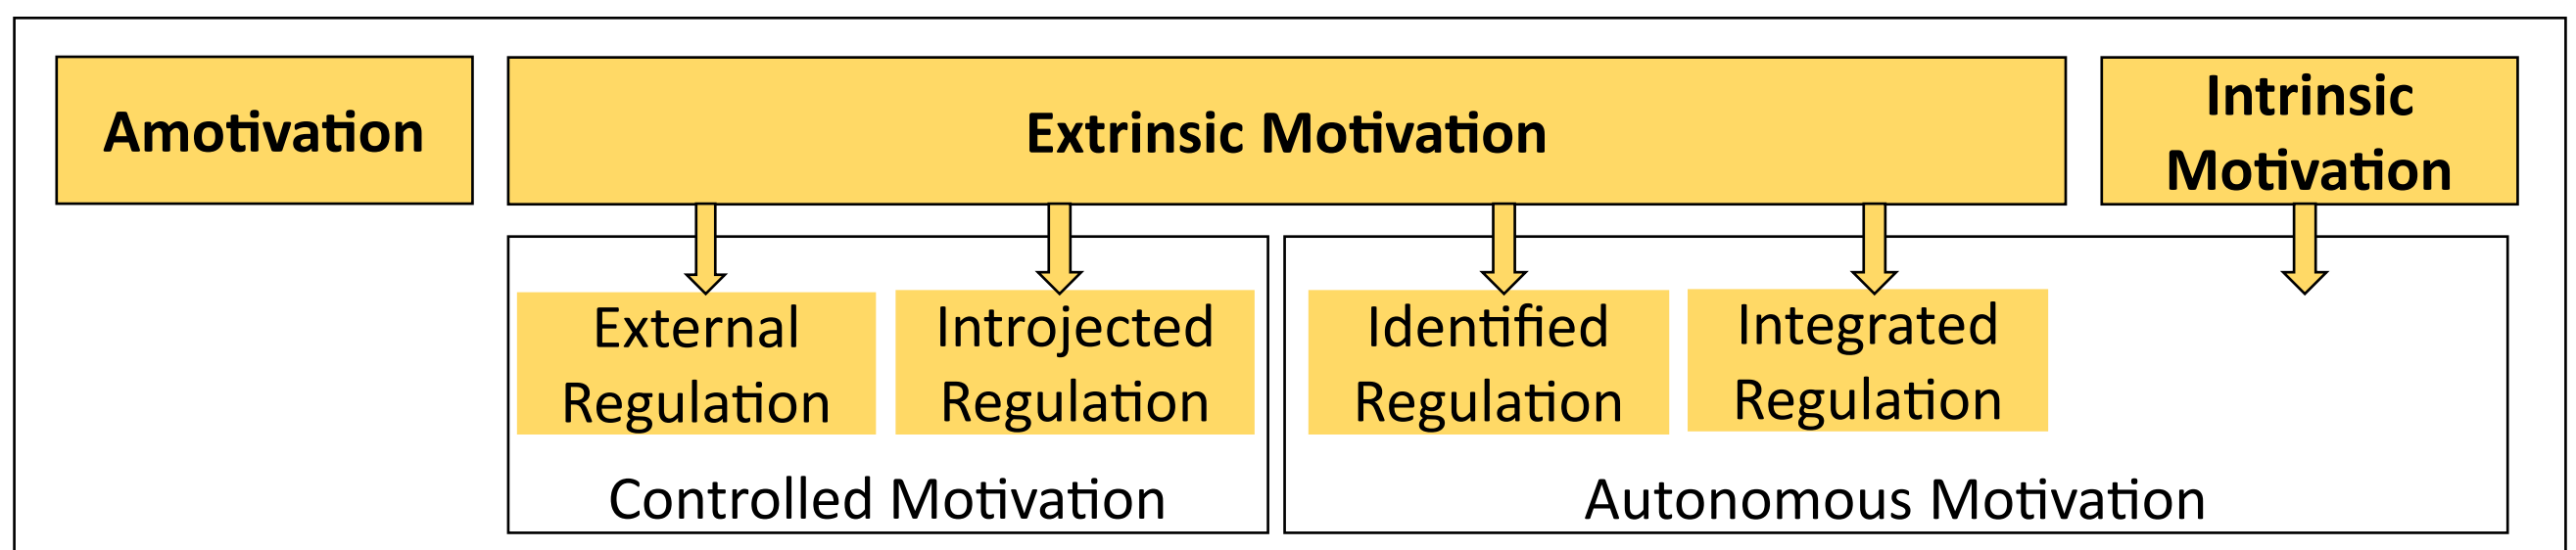 Amotivation
Extrinsic Motivation
Intrinsic
Motivation
External
Regulation
Introjected
Regulation
Identified
Regulation
Integrated
Regulation
Controlled Motivation
Autonomous Motivation